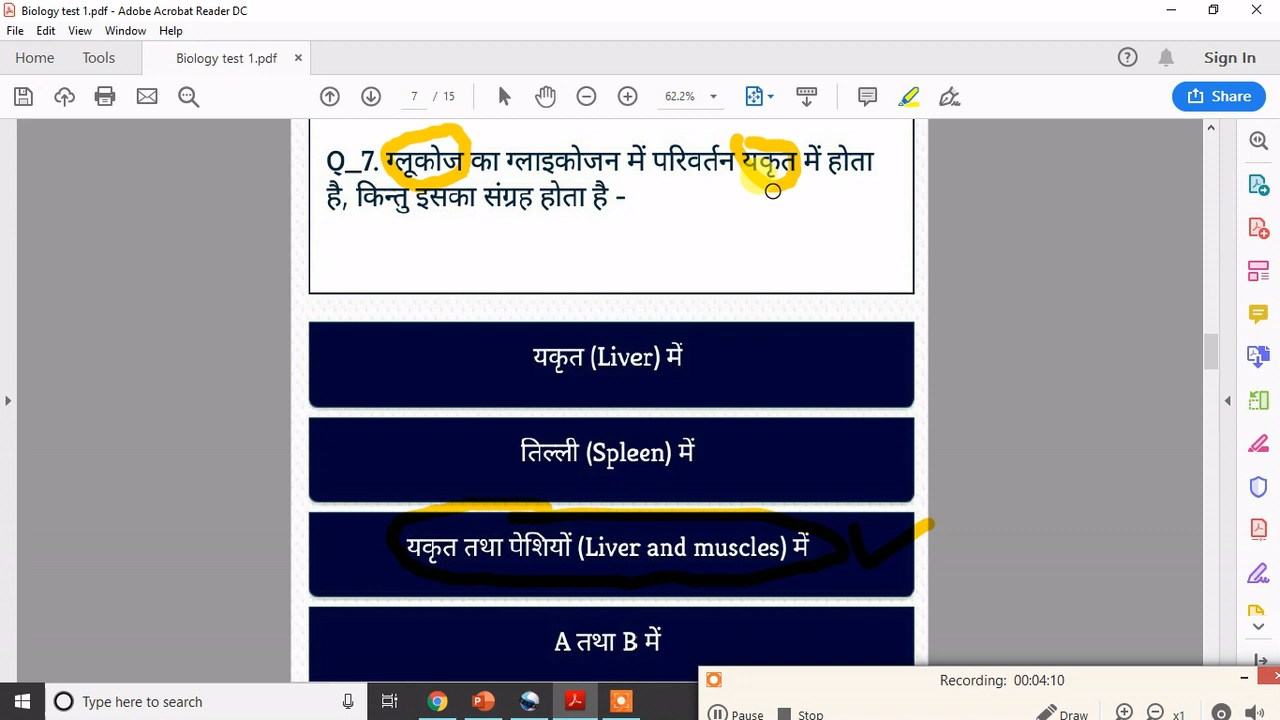 Biology test 1.pdf - Adobe Acrobat Reader DC
File Edit View Window Help
Home Tools Biology test 1.pdf × Sign In
7 / 15 62.2% Share
Q_7. ग्लूकोज का ग्लाइकोजन में परिवर्तन यकृत में होता
है, किन्तु इसका संग्रह होता है -
यकृत (Liver) में
तिल्ली (Spleen) में
यकृत तथा पेशियों (Liver and muscles) में
A तथा B में
Recording: 00:04:10
Type here to search
Pause Stop Draw x1